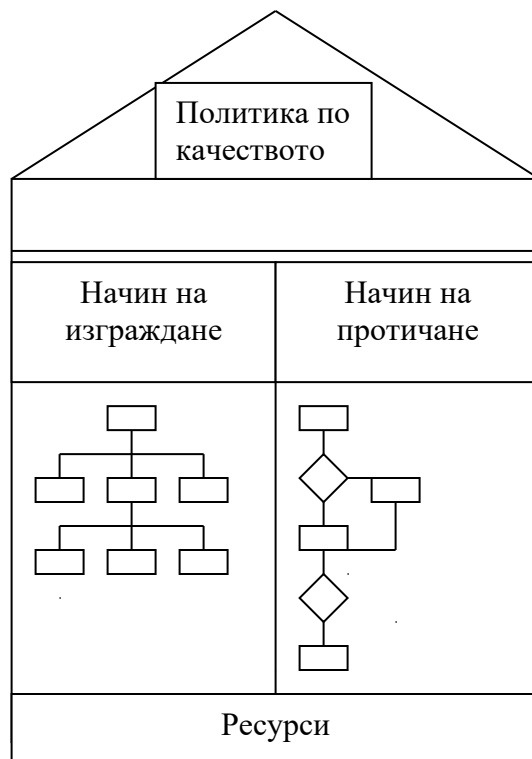 Политика по
качеството
Начин на
изграждане
Начин на
протичане
Ресурси